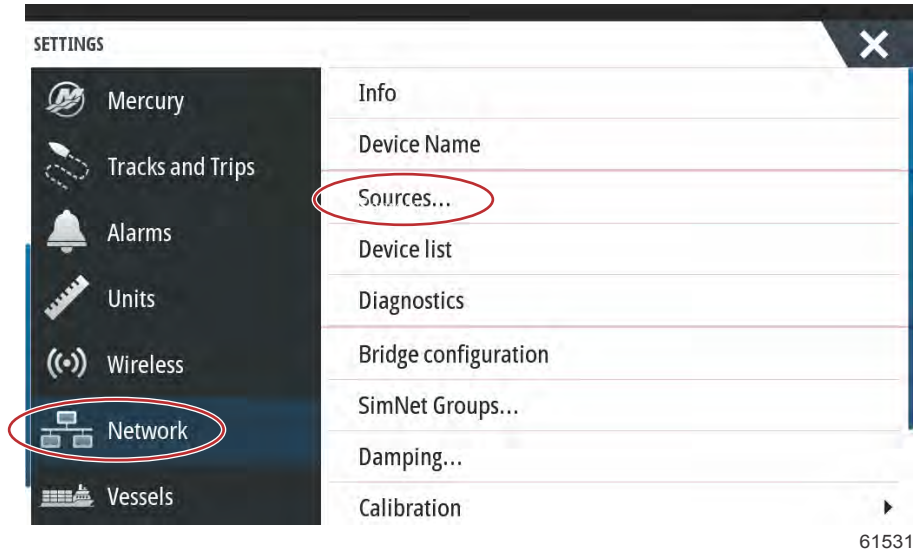 SETTINGS
Mercury
Tracks and Trips
Alarms
Units
Wireless
Network
Vessels
Info
Device Name
Sources...
Device list
Diagnostics
Bridge configuration
SimNet Groups...
Damping...
Calibration
61531